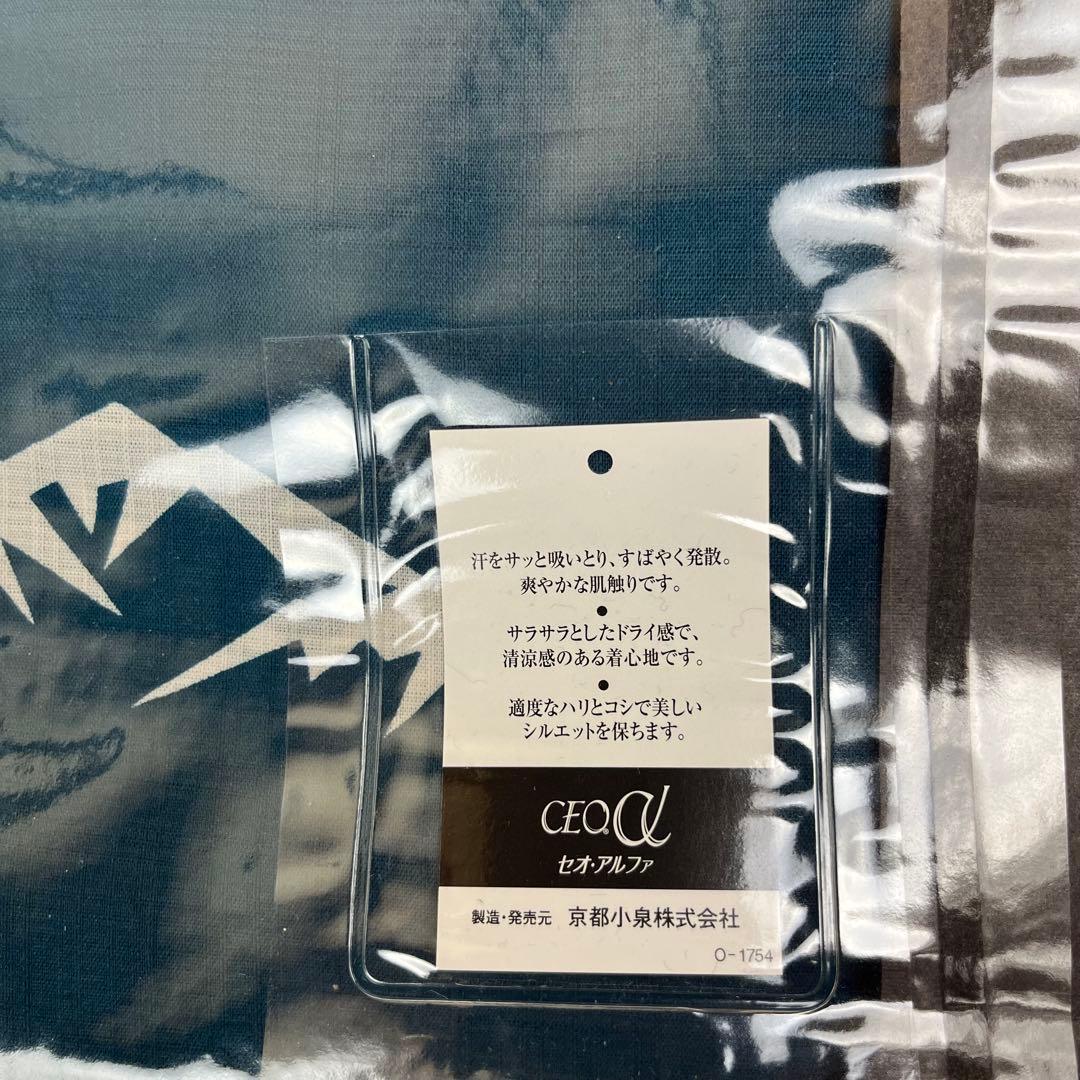 汗をサッと吸いとり、すばやく発散。
爽やかな肌触りです。
●
サラサラとしたドライ感で、
清涼感のある着心地です。
●
適度なハリとコシで美しい
シルエットを保ちます。
CEO®α
セオ・アルファ
製造・発売元 京都小泉株式会社
O-1754